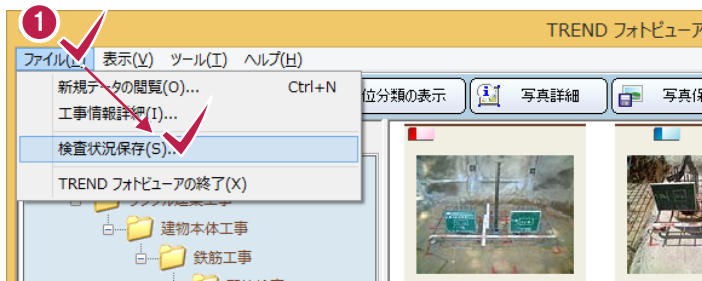 1
TREND フォトビューア
ファイル(F) 表示(V) ツール(T) ヘルプ(H)
新規データの閲覧(O)... Ctrl+N
工事情報詳細(I)...
検査状況保存(S)...
TREND フォトビューアの終了(X)
位分類の表示 写真詳細 写真保
建物本体工事
鉄筋工事